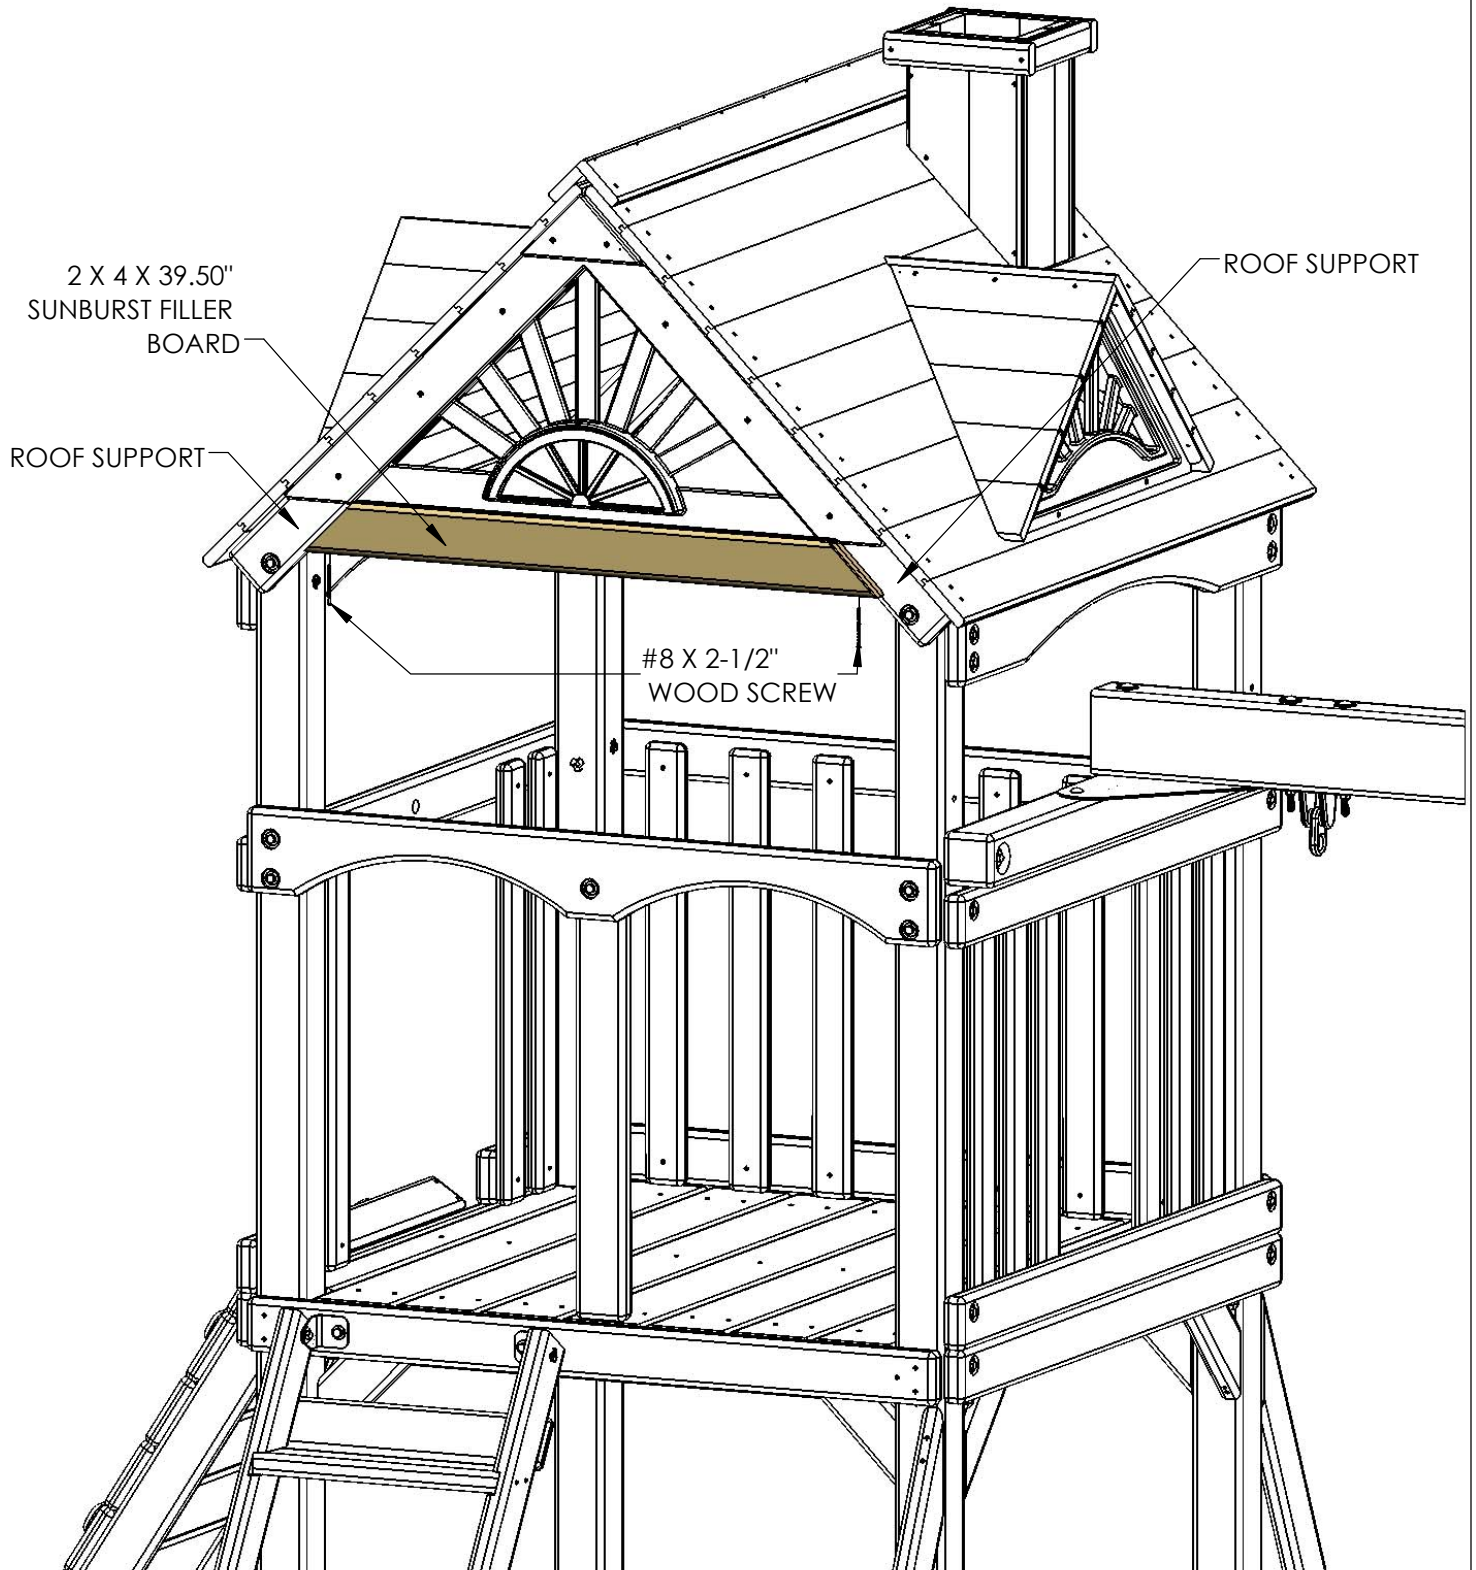 2 X 4 X 39.50"
SUNBURST FILLER
BOARD
ROOF SUPPORT
ROOF SUPPORT
#8 X 2-1/2"
WOOD SCREW